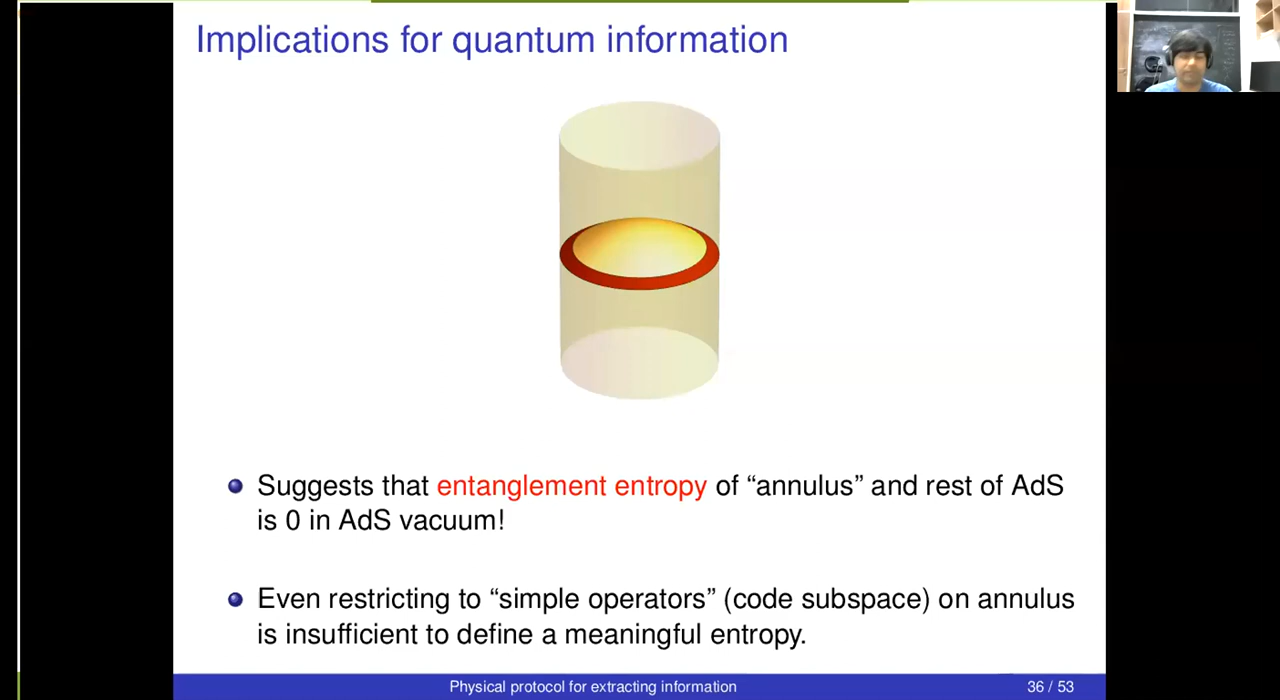 Implications for quantum information
Suggests that entanglement entropy of “annulus” and rest of AdS
is 0 in AdS vacuum!
Even restricting to “simple operators” (code subspace) on annulus
is insufficient to define a meaningful entropy.
Physical protocol for extracting information
36 / 53